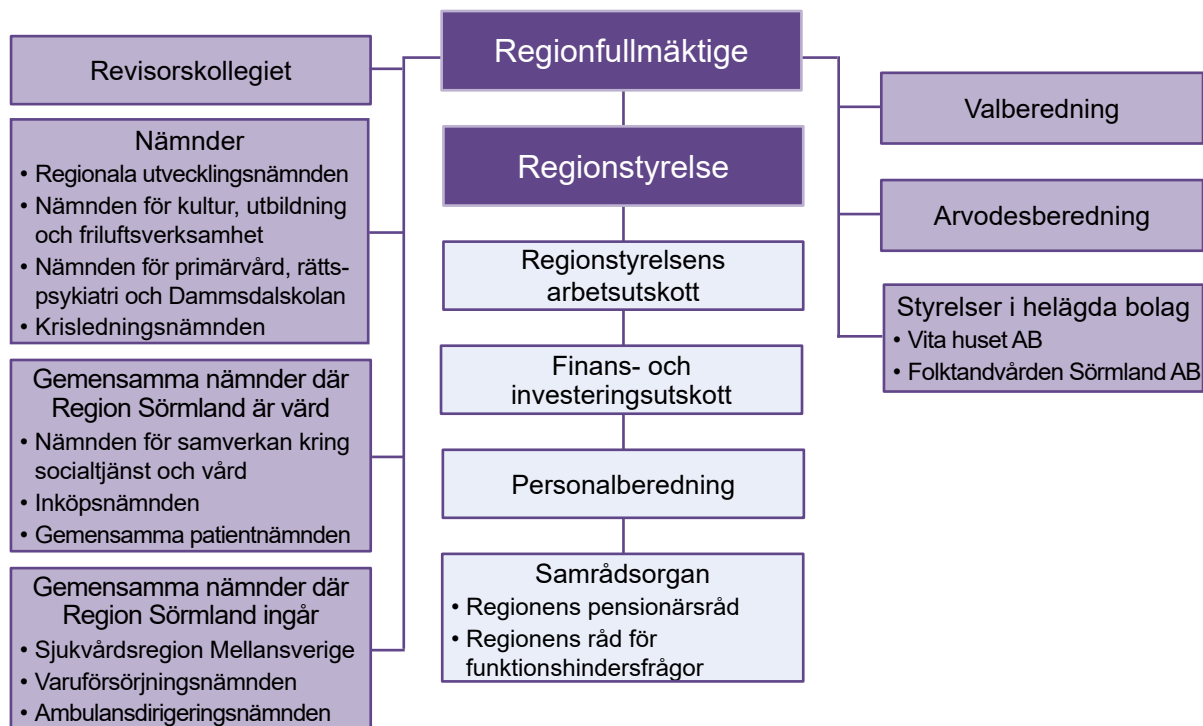 Regionfullmäktige
Regionstyrelse
Regionstyrelsens
arbetsutskott
Finans- och
investeringsutskott
Personalberedning
Samrådsorgan
• Regionens pensionärsråd
• Regionens råd för
funktionshindersfrågor
Revisorskollegiet
Nämnder
• Regionala utvecklingsnämnden
• Nämnden för kultur, utbildning
och friluftsverksamhet
• Nämnden för primärvård, rätts-
psykiatri och Dammsdalskolan
• Krisledningsnämnden
Gemensamma nämnder där
Region Sörmland är värd
• Nämnden för samverkan kring
socialtjänst och vård
• Inköpsnämnden
• Gemensamma patientnämnden
Gemensamma nämnder där
Region Sörmland ingår
• Sjukvårdsregion Mellansverige
• Varuförsörjningsnämnden
• Ambulansdirigeringsnämnden
Valberedning
Arvodesberedning
Styrelser i helägda bolag
• Vita huset AB
• Folktandvården Sörmland AB